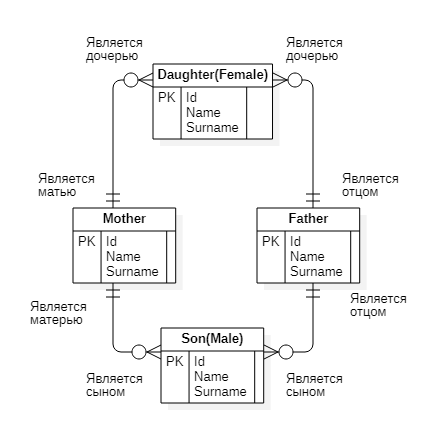 Является
дочерью
Является
дочерью
Daughter(Female)
PK Id
Name
Surname
Является
матью
Является
отцом
Mother
PK Id
Name
Surname
Father
PK Id
Name
Surname
Является
матерью
Является
отцом
Son(Male)
PK Id
Name
Surname
Является
сыном
Является
сыном